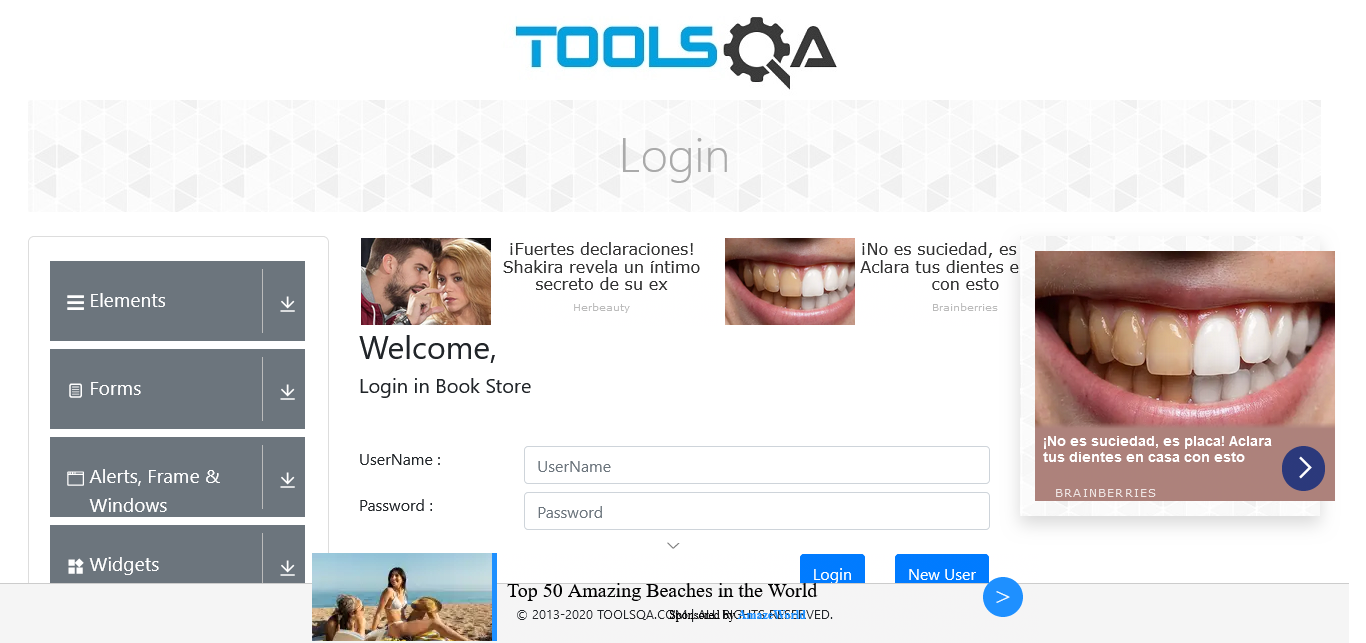 TOOLSQA
Login
Elements
Forms
Alerts, Frame &
Windows
Widgets
¡Fuertes declaraciones!
Shakira revela un íntimo
secreto de su ex
Herbeauty
¡No es suciedad, es
Aclara tus dientes e
con esto
Brainberries
¡No es suciedad, es placa! Aclara
tus dientes en casa con esto
BRAINBERRIES
Welcome,
Login in Book Store
UserName :
UserName
Password :
Password
Login
New User
Top 50 Amazing Beaches in the World
>
© 2013-2020 TOOLSQA.COM | ALL RIGHTS RESERVED.
Sponsored By